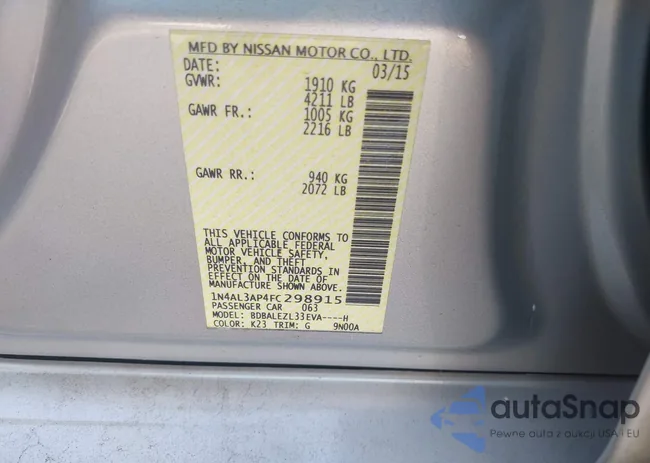 MFD BY NISSAN MOTOR CO., LTD.
DATE: 03/15
GVWR: 1910 KG
4211 LB
GAWR FR.: 1005 KG
2216 LB
GAWR RR.: 940 KG
2072 LB
THIS VEHICLE CONFORMS TO
ALL APPLICABLE FEDERAL
MOTOR VEHICLE SAFETY,
BUMPER, AND THEFT
PREVENTION STANDARDS IN
EFFECT ON THE DATE OF
MANUFACTURE SHOWN ABOVE.
1N4AL3AP4FC298915
PASSENGER CAR 063
MODEL: BDBALEZL33EVA----H
COLOR: K23 TRIM: G 9N00A
autoSnap
Pewne auta z aukcji USA i EU